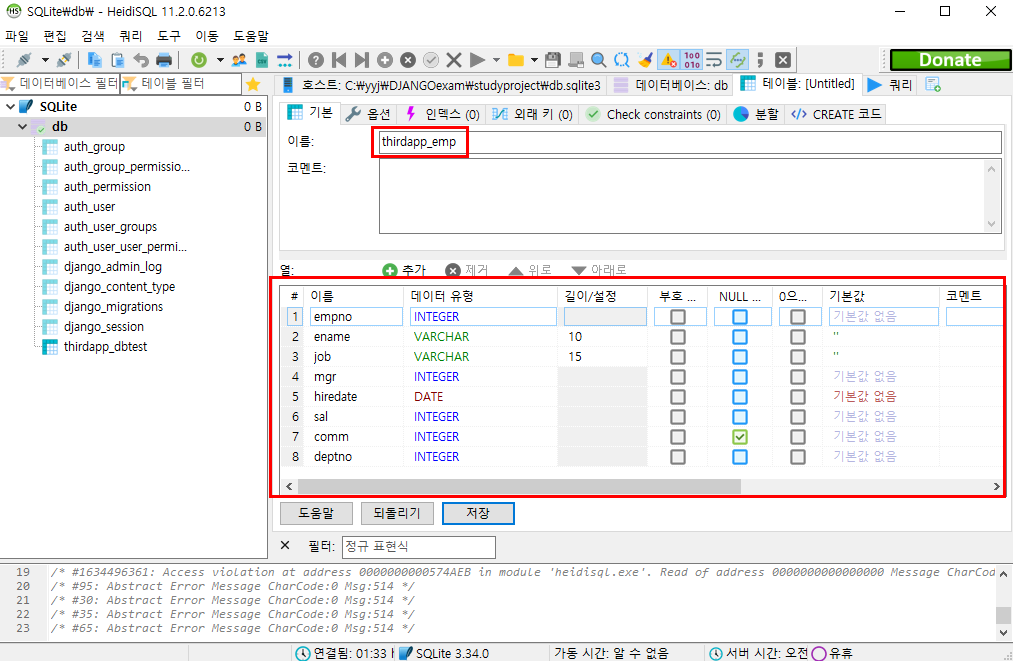 SQLite₩db₩ - HeidiSQL 11.2.0.6213
파일 편집 검색 쿼리 도구 이동 도움말
Donate
데이터베이스 필터 테이블 필터
호스트: C:₩yyj₩DJANGOexam₩studyproject₩db.sqlite3 데이터베이스: db 테이블: [Untitled] 쿼리
SQLite 0 B
db 0 B
auth_group
auth_group_permissio...
auth_permission
auth_user
auth_user_groups
auth_user_user_permi...
django_admin_log
django_content_type
django_migrations
django_session
thirdapp_dbtest
기본 옵션 인덱스 (0) 외래 키 (0) Check constraints (0) 분할 </> CREATE 코드
이름: thirdapp_emp
코멘트:
열: 추가 제거 위로 아래로
# 이름 데이터 유형 길이/설정 부호 ... NULL ... 0으... 기본값 코멘트
1 empno INTEGER 기본값 없음
2 ename VARCHAR 10 ''
3 job VARCHAR 15 ''
4 mgr INTEGER 기본값 없음
5 hiredate DATE 기본값 없음
6 sal INTEGER 기본값 없음
7 comm INTEGER 기본값 없음
8 deptno INTEGER 기본값 없음
도움말 되돌리기 저장
필터: 정규 표현식
19 /* #1634496361: Access violation at address 0000000000574AEB in module 'heidisql.exe'. Read of address 0000000000000000 Message CharCod
20 /* #95: Abstract Error Message CharCode:0 Msg:514 */
21 /* #30: Abstract Error Message CharCode:0 Msg:514 */
22 /* #35: Abstract Error Message CharCode:0 Msg:514 */
23 /* #65: Abstract Error Message CharCode:0 Msg:514 */
연결됨: 01:33 SQLite 3.34.0 가동 시간: 알 수 없음 서버 시간: 오전 유휴